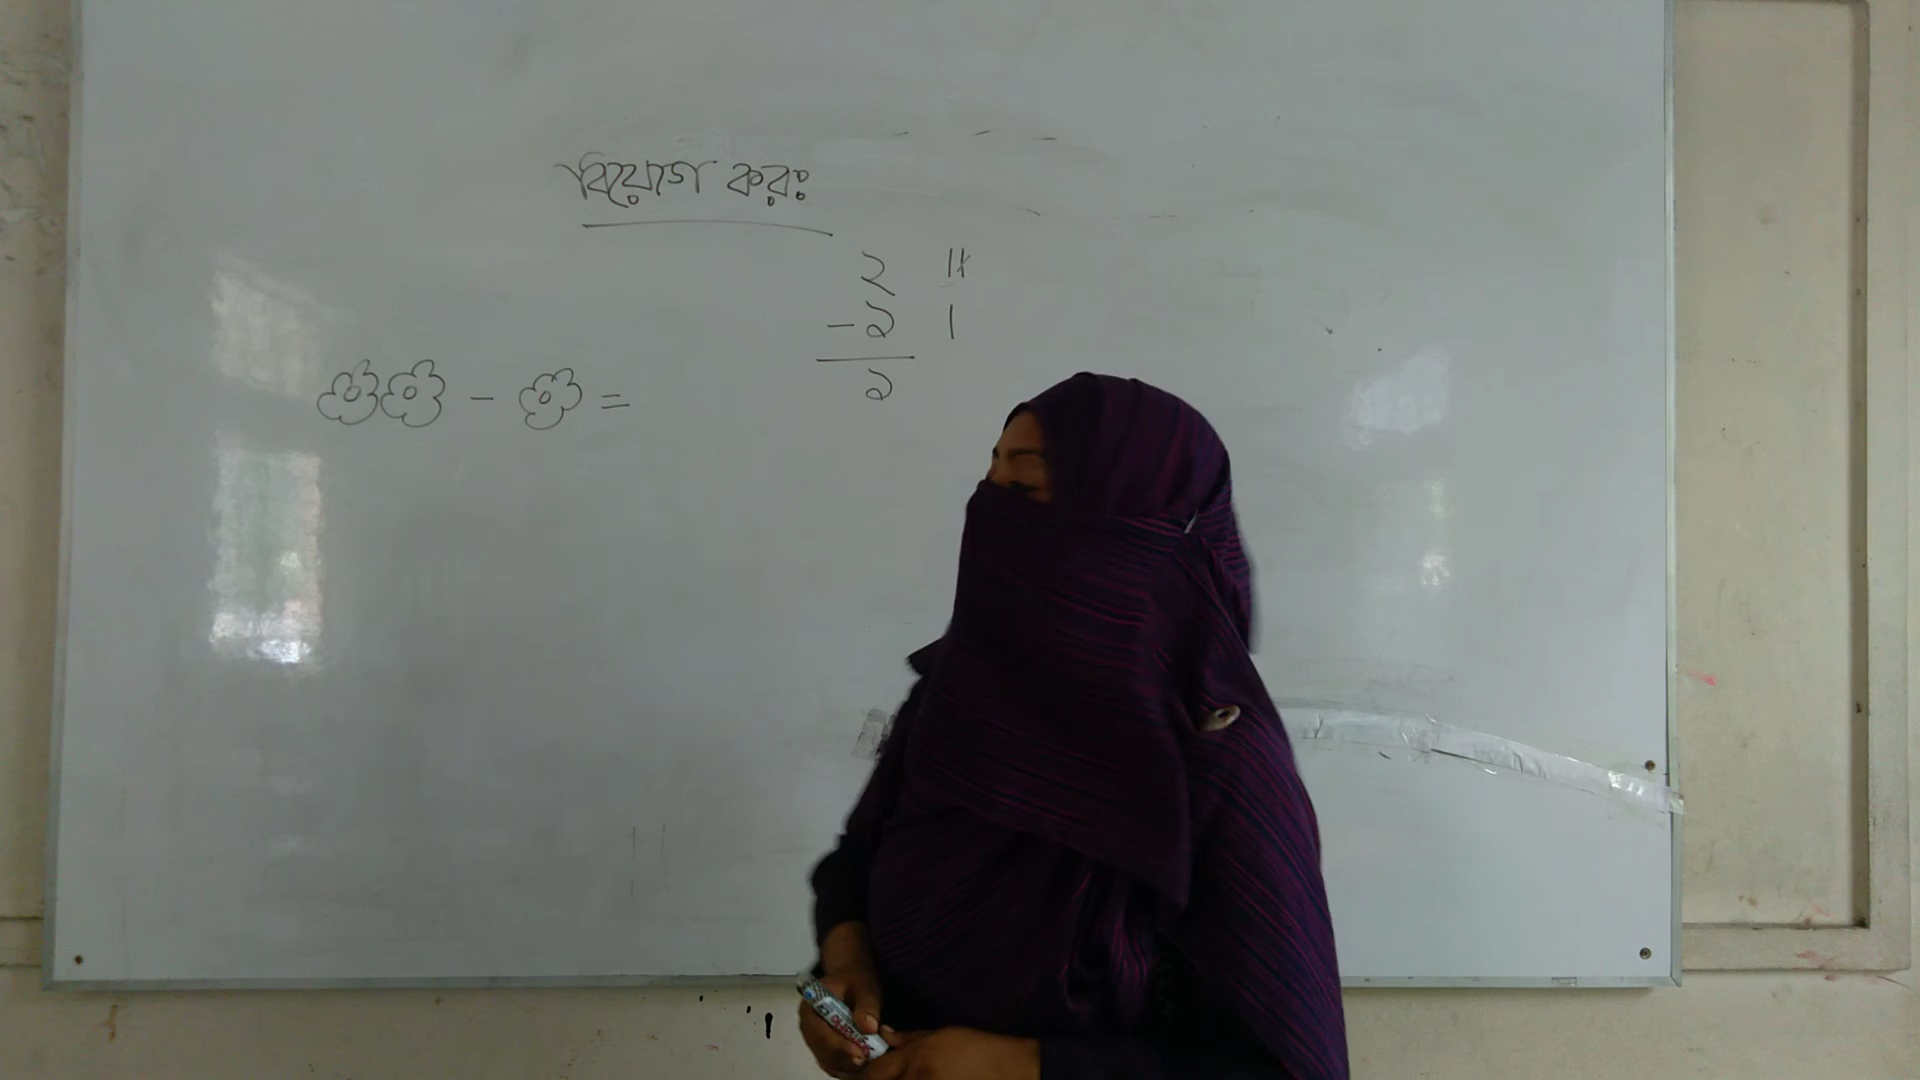 বিয়োগ করঃ
২ ||
- ১ |
১
- =